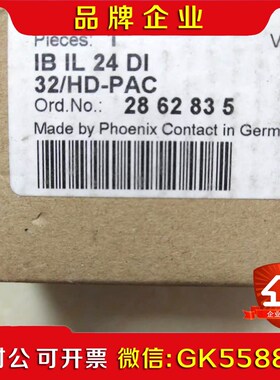 品牌企业
Pieces: 1
IB IL 24 DI
32/HD-PAC
Ord.No.: 28 62 83 5
Made by Phoenix Contact in Germ
对公 可开票 微信:GK5588